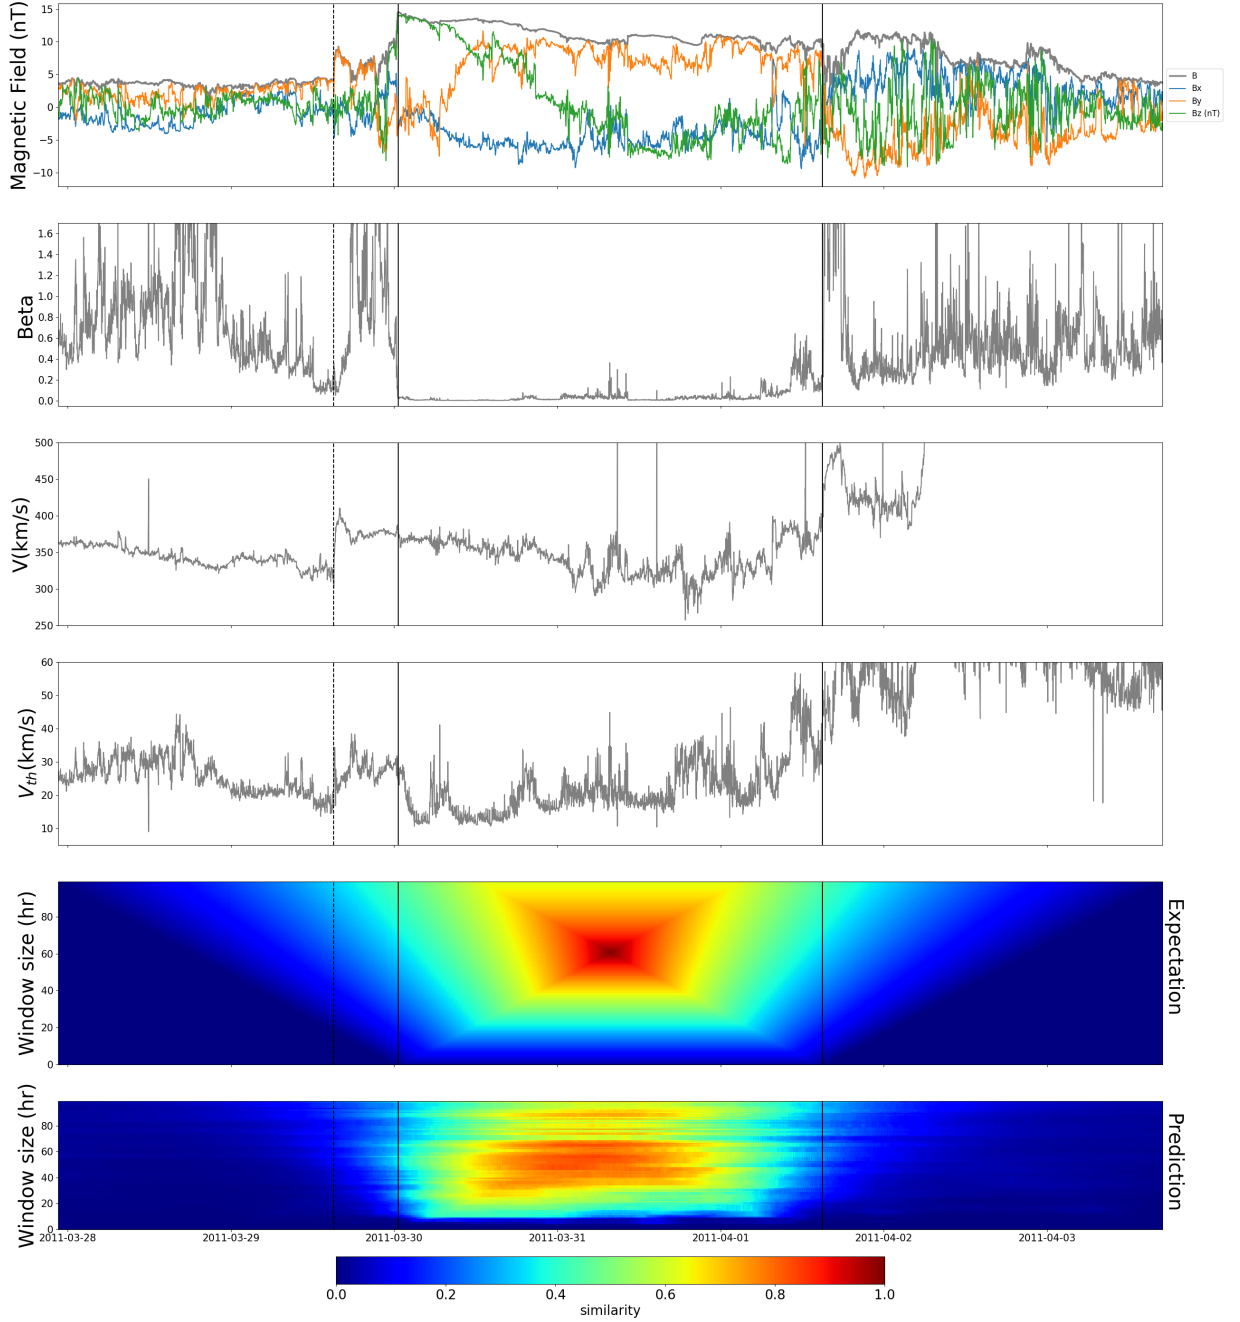 Magnetic Field (nT)
15
10
5
0
−5
−10
B
Bx
By
Bz (nT)
Beta
1.6
1.4
1.2
1.0
0.8
0.6
0.4
0.2
0.0
V(km/s)
500
450
400
350
300
250
Vth(km/s)
60
50
40
30
20
10
Window size (hr)
80
60
40
20
0
Expectation
Window size (hr)
80
60
40
20
0
Prediction
2011-03-28 2011-03-29 2011-03-30 2011-03-31 2011-04-01 2011-04-02 2011-04-03
0.0 0.2 0.4 0.6 0.8 1.0
similarity